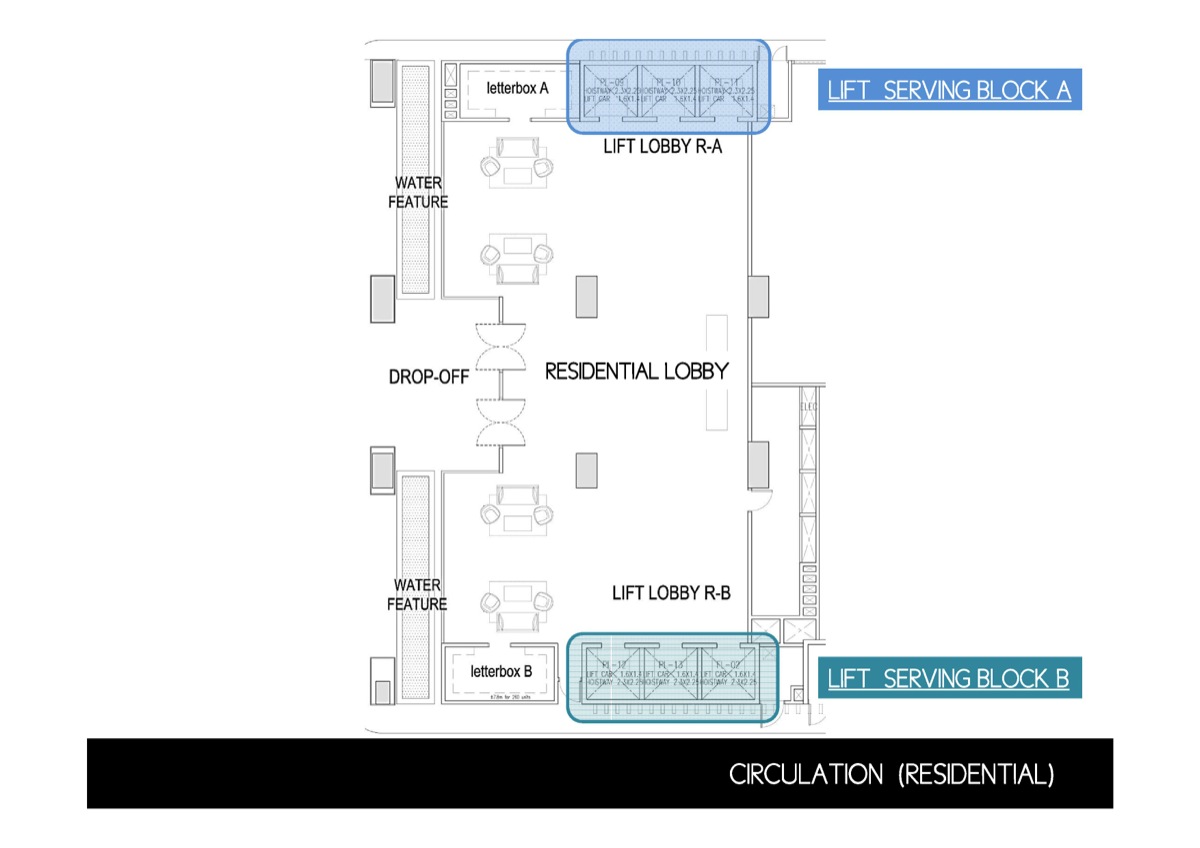 LIFT SERVING BLOCK A
letterbox A
PL-09 PL-10 PL-11
HOISTWAY 2.3X2.25 HOISTWAY 2.3X2.25 HOISTWAY 2.3X2.25
LIFT CAR 1.6X1.4 LIFT CAR 1.6X1.4 LIFT CAR 1.6X1.4
LIFT LOBBY R-A
WATER
FEATURE
DROP-OFF
RESIDENTIAL LOBBY
ELEC
WATER
FEATURE
LIFT LOBBY R-B
letterbox B
PL-12 PL-13 FL-02
LIFT CAR 1.6X1.4 LIFT CAR 1.6X1.4 LIFT CAR 1.6X1.4
HOISTWAY 2.3X2.25 HOISTWAY 2.3X2.25 HOISTWAY 2.3X2.25
LIFT SERVING BLOCK B
CIRCULATION (RESIDENTIAL)